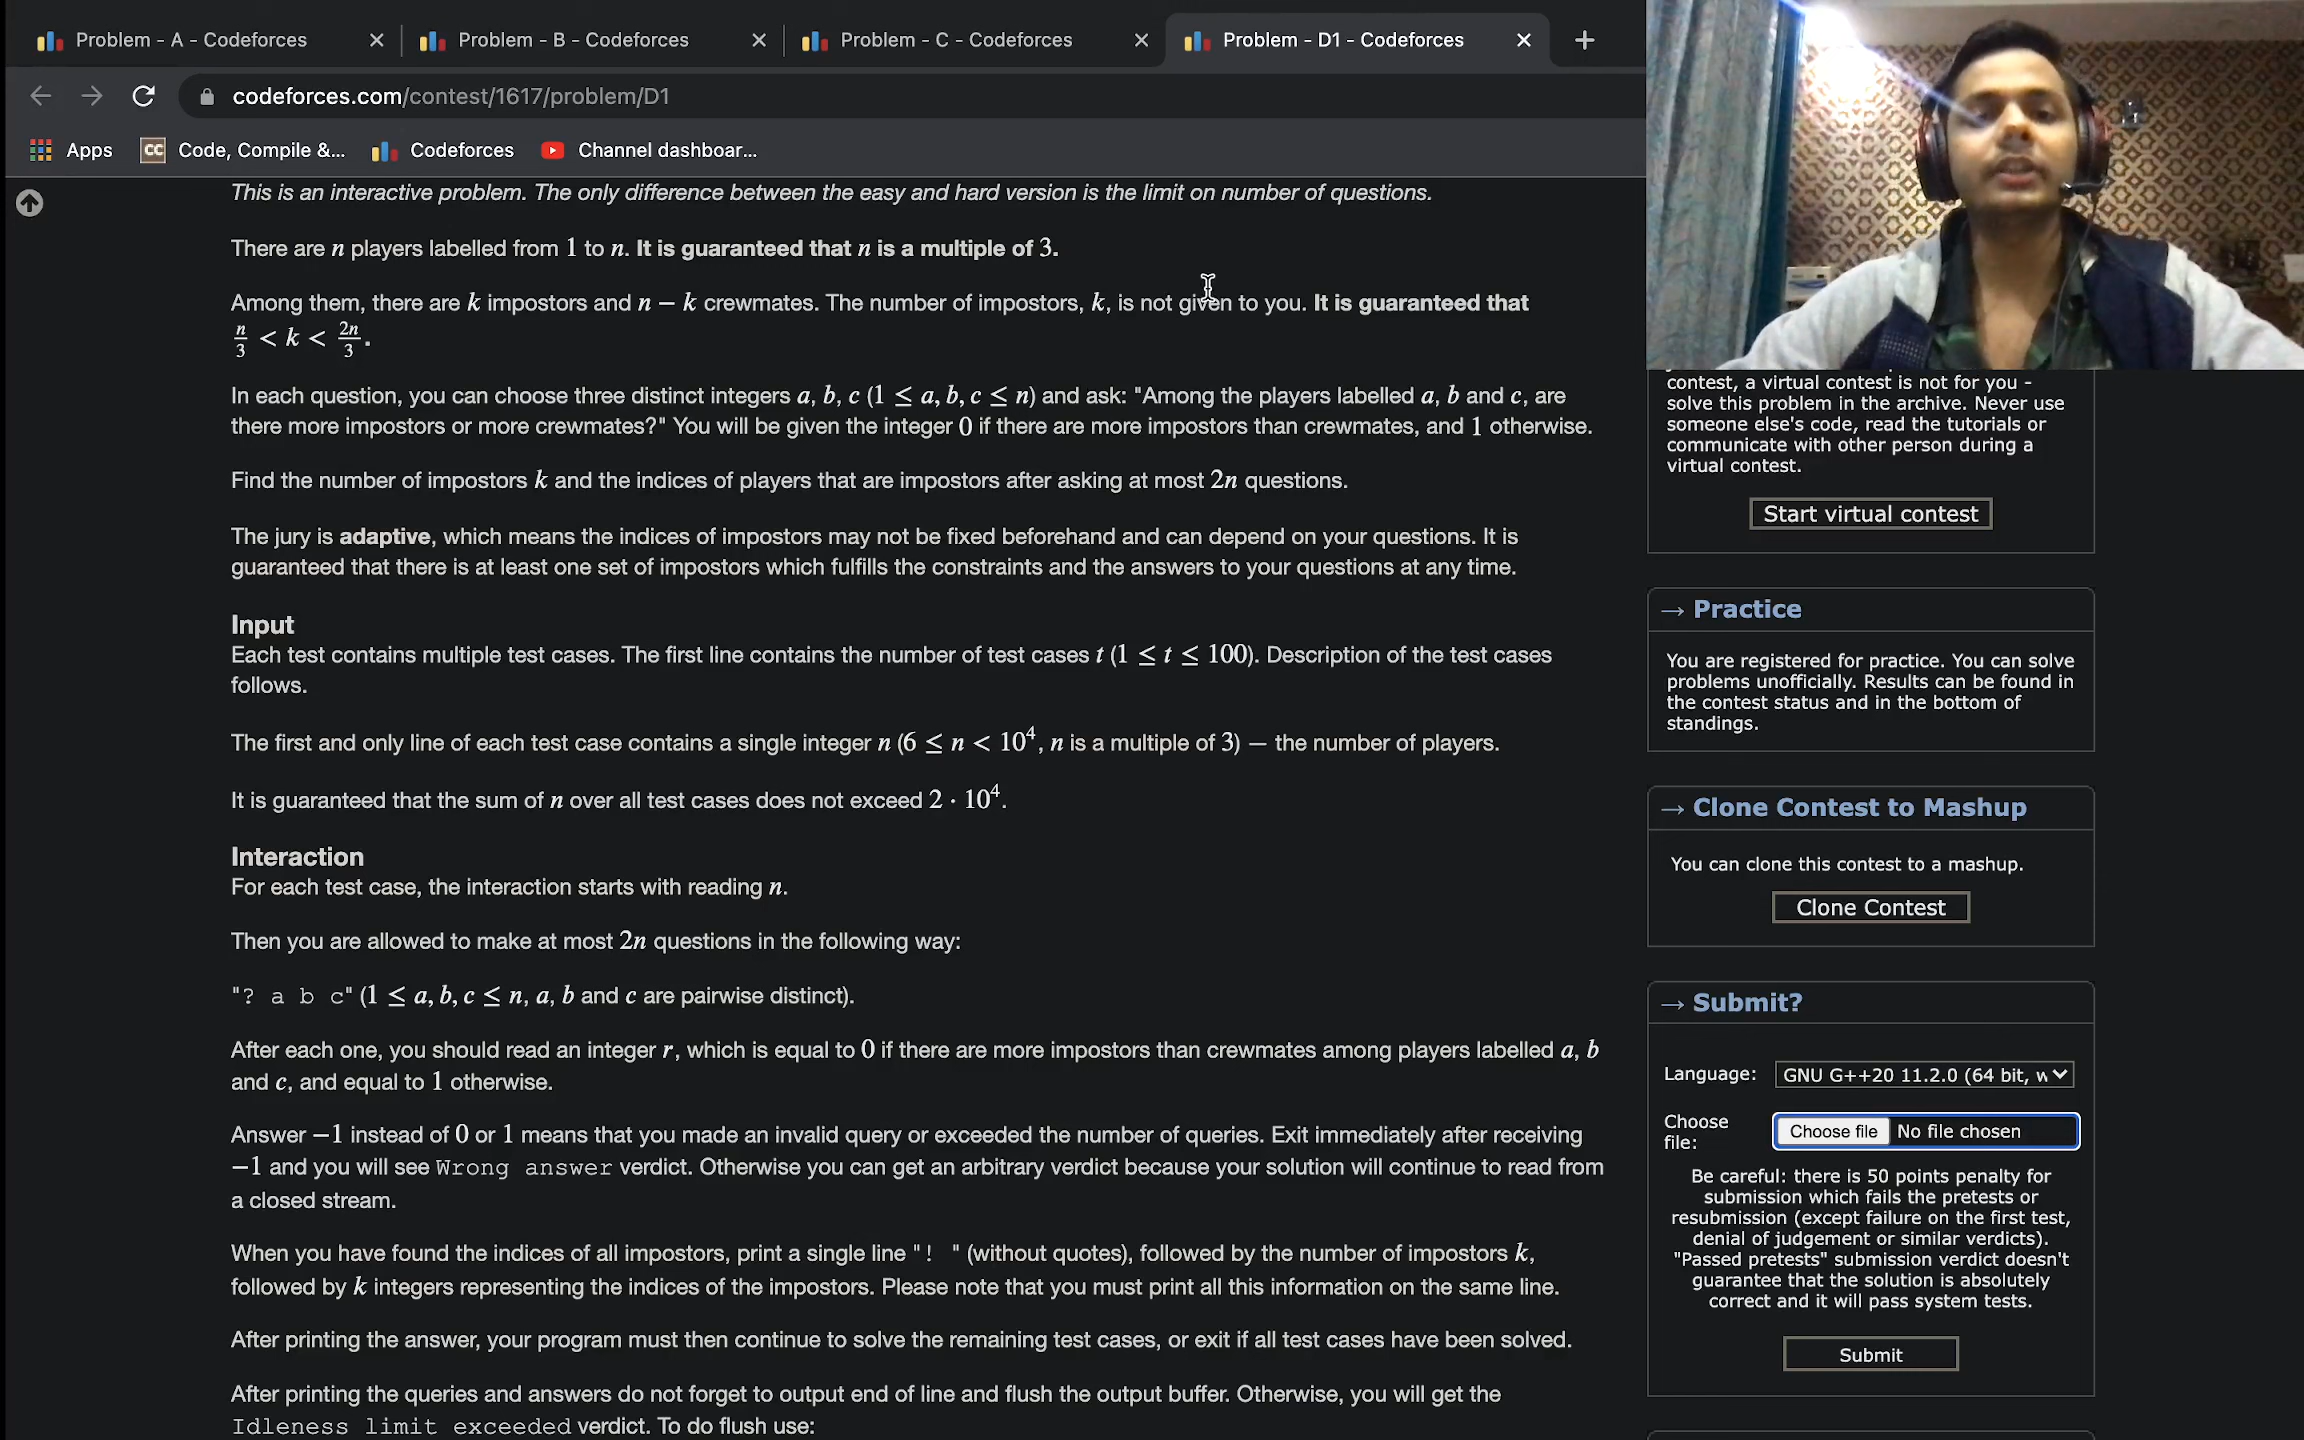 Problem - A - Codeforces
Problem - B - Codeforces
Problem - C - Codeforces
Problem - D1 - Codeforces
codeforces.com/contest/1617/problem/D1
Apps
CC Code, Compile &...
Codeforces
Channel dashboar...
This is an interactive problem. The only difference between the easy and hard version is the limit on number of questions.
There are n players labelled from 1 to n. It is guaranteed that n is a multiple of 3.
Among them, there are k impostors and n − k crewmates. The number of impostors, k, is not given to you. It is guaranteed that
n/3 < k < 2n/3.
In each question, you can choose three distinct integers a, b, c (1 ≤ a, b, c ≤ n) and ask: "Among the players labelled a, b and c, are
there more impostors or more crewmates?" You will be given the integer 0 if there are more impostors than crewmates, and 1 otherwise.
Find the number of impostors k and the indices of players that are impostors after asking at most 2n questions.
The jury is adaptive, which means the indices of impostors may not be fixed beforehand and can depend on your questions. It is
guaranteed that there is at least one set of impostors which fulfills the constraints and the answers to your questions at any time.
Input
Each test contains multiple test cases. The first line contains the number of test cases t (1 ≤ t ≤ 100). Description of the test cases
follows.
The first and only line of each test case contains a single integer n (6 ≤ n < 10⁴, n is a multiple of 3) — the number of players.
It is guaranteed that the sum of n over all test cases does not exceed 2 · 10⁴.
Interaction
For each test case, the interaction starts with reading n.
Then you are allowed to make at most 2n questions in the following way:
"? a b c" (1 ≤ a, b, c ≤ n, a, b and c are pairwise distinct).
After each one, you should read an integer r, which is equal to 0 if there are more impostors than crewmates among players labelled a, b
and c, and equal to 1 otherwise.
Answer −1 instead of 0 or 1 means that you made an invalid query or exceeded the number of queries. Exit immediately after receiving
−1 and you will see Wrong answer verdict. Otherwise you can get an arbitrary verdict because your solution will continue to read from
a closed stream.
When you have found the indices of all impostors, print a single line "! " (without quotes), followed by the number of impostors k,
followed by k integers representing the indices of the impostors. Please note that you must print all this information on the same line.
After printing the answer, your program must then continue to solve the remaining test cases, or exit if all test cases have been solved.
After printing the queries and answers do not forget to output end of line and flush the output buffer. Otherwise, you will get the
Idleness limit exceeded verdict. To do flush use:
contest, a virtual contest is not for you -
solve this problem in the archive. Never use
someone else's code, read the tutorials or
communicate with other person during a
virtual contest.
Start virtual contest
→ Practice
You are registered for practice. You can solve
problems unofficially. Results can be found in
the contest status and in the bottom of
standings.
→ Clone Contest to Mashup
You can clone this contest to a mashup.
Clone Contest
→ Submit?
Language: GNU G++20 11.2.0 (64 bit, w
Choose
file:
Choose file No file chosen
Be careful: there is 50 points penalty for
submission which fails the pretests or
resubmission (except failure on the first test,
denial of judgement or similar verdicts).
"Passed pretests" submission verdict doesn't
guarantee that the solution is absolutely
correct and it will pass system tests.
Submit